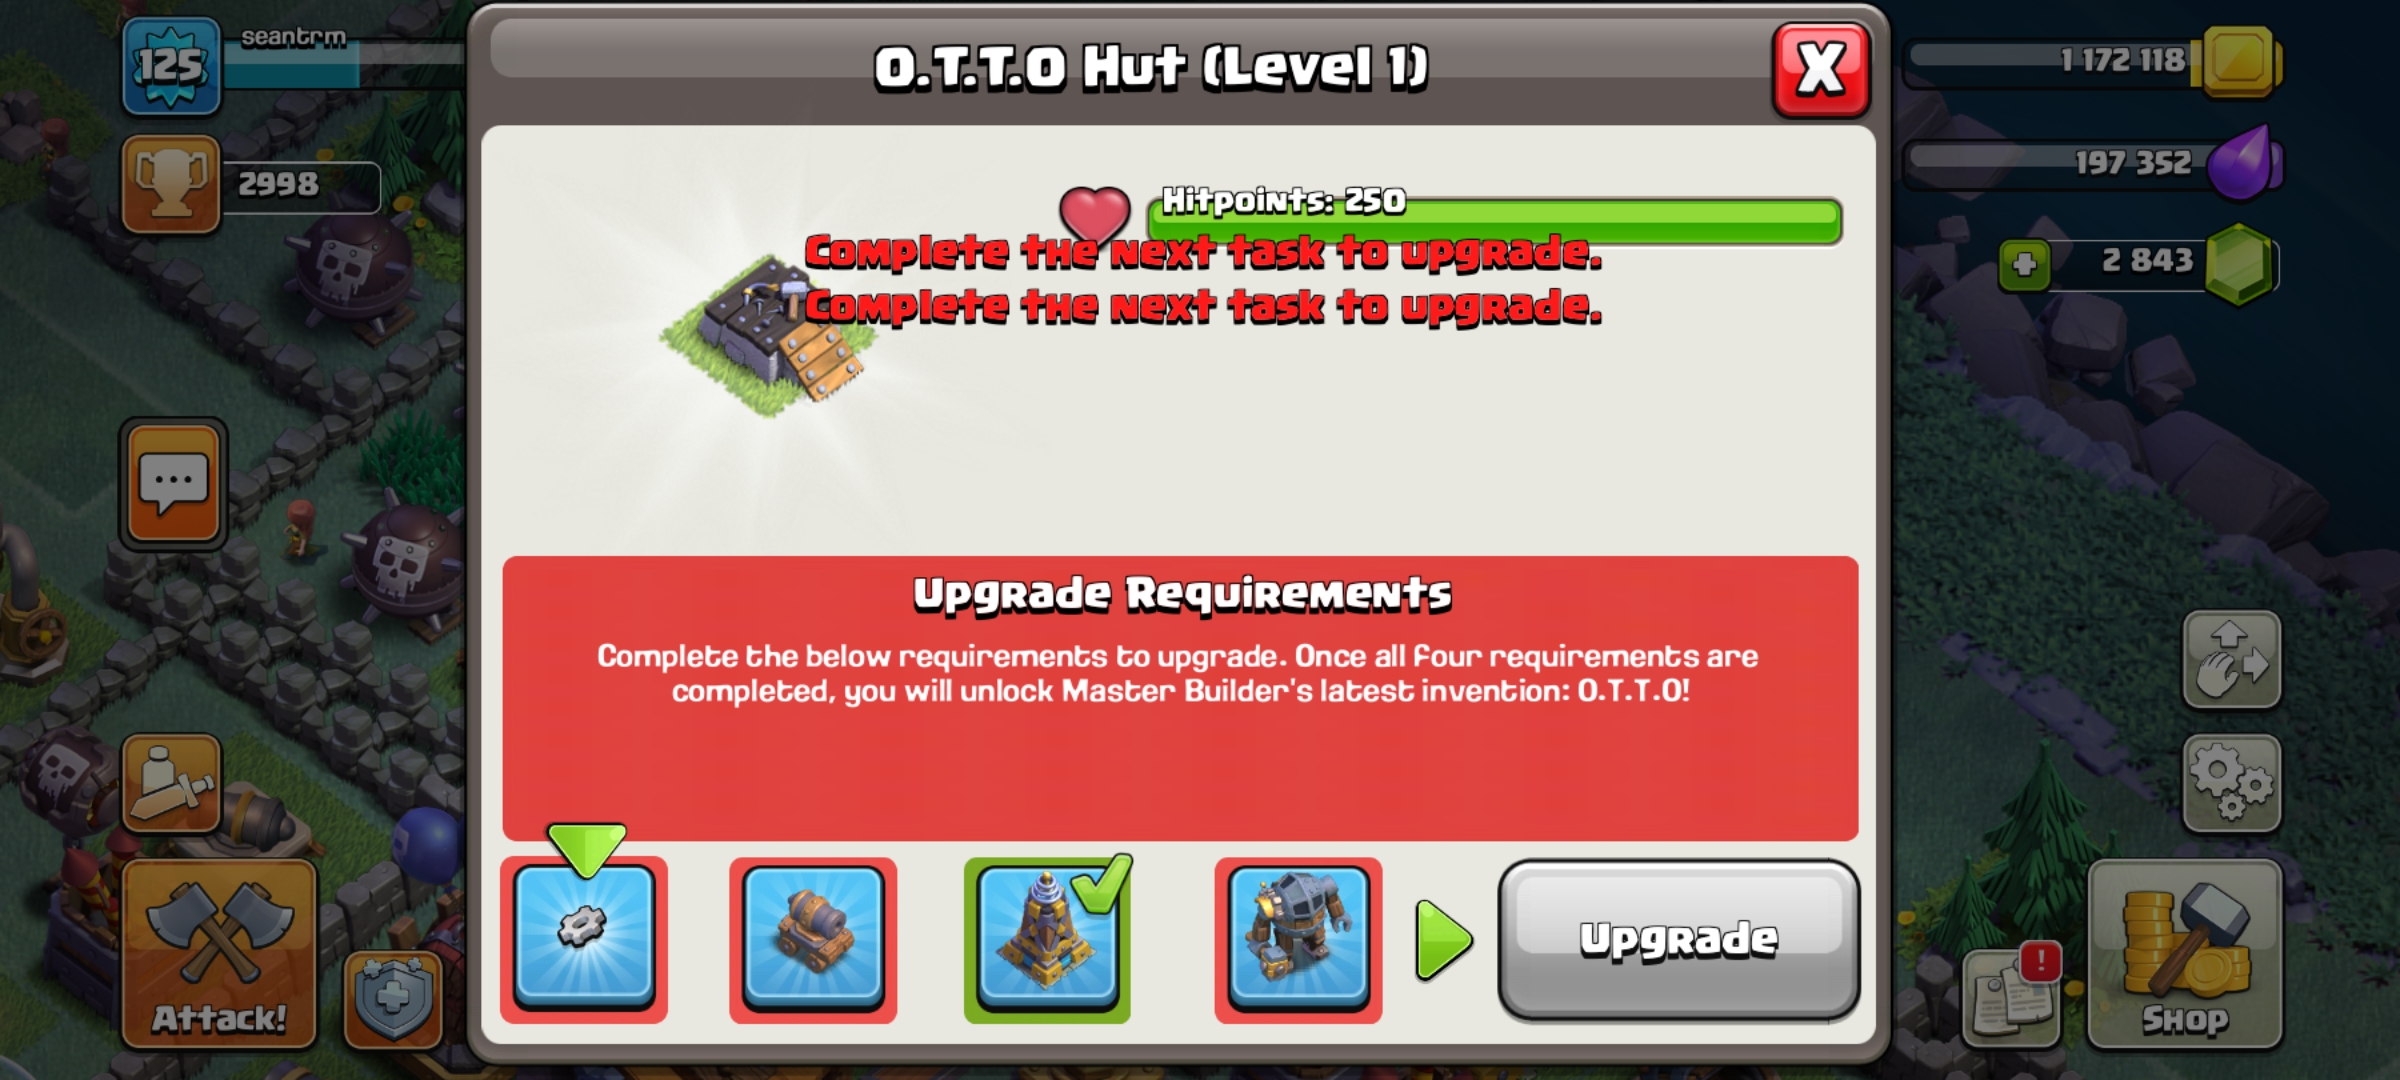 125
seantrm
2998
O.T.T.O Hut (Level 1)
X
1 172 118
197 352
2 843
Hitpoints: 250
Complete the next task to upgrade.
Complete the next task to upgrade.
Upgrade Requirements
Complete the below requirements to upgrade. Once all four requirements are
completed, you will unlock Master Builder's latest invention: O.T.T.O!
Upgrade
Attack!
!
Shop